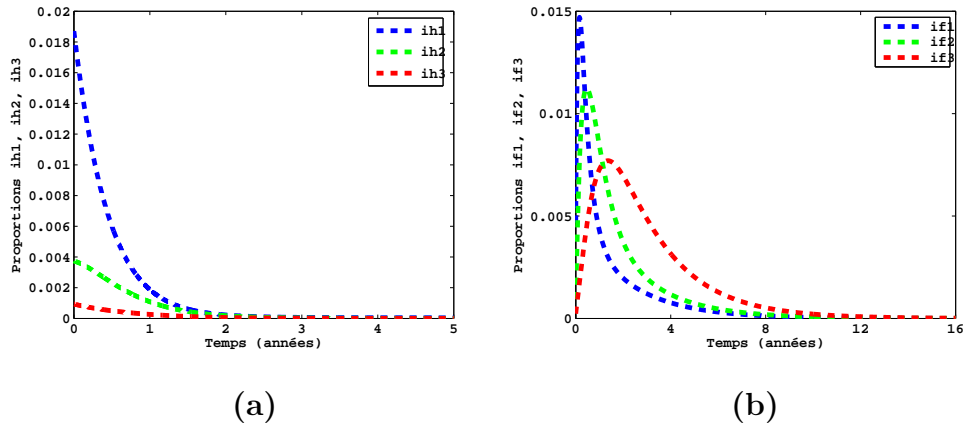 0.02
0.018
0.016
0.014
0.012
0.01
0.008
0.006
0.004
0.002
0
Proportions ih1, ih2, ih3
ih1
ih2
ih3
0 1 2 3 4 5
Temps (années)
(a)
0.015
0.01
0.005
0
Proportions if1, if2, if3
if1
if2
if3
0 4 8 12 16
Temps (années)
(b)